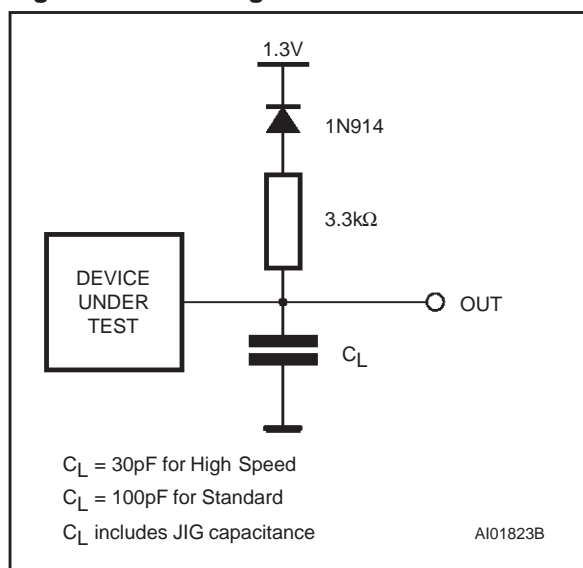 1.3V
1N914
3.3kΩ
DEVICE
UNDER
TEST
OUT
CL
CL = 30pF for High Speed
CL = 100pF for Standard
CL includes JIG capacitance
AI01823B